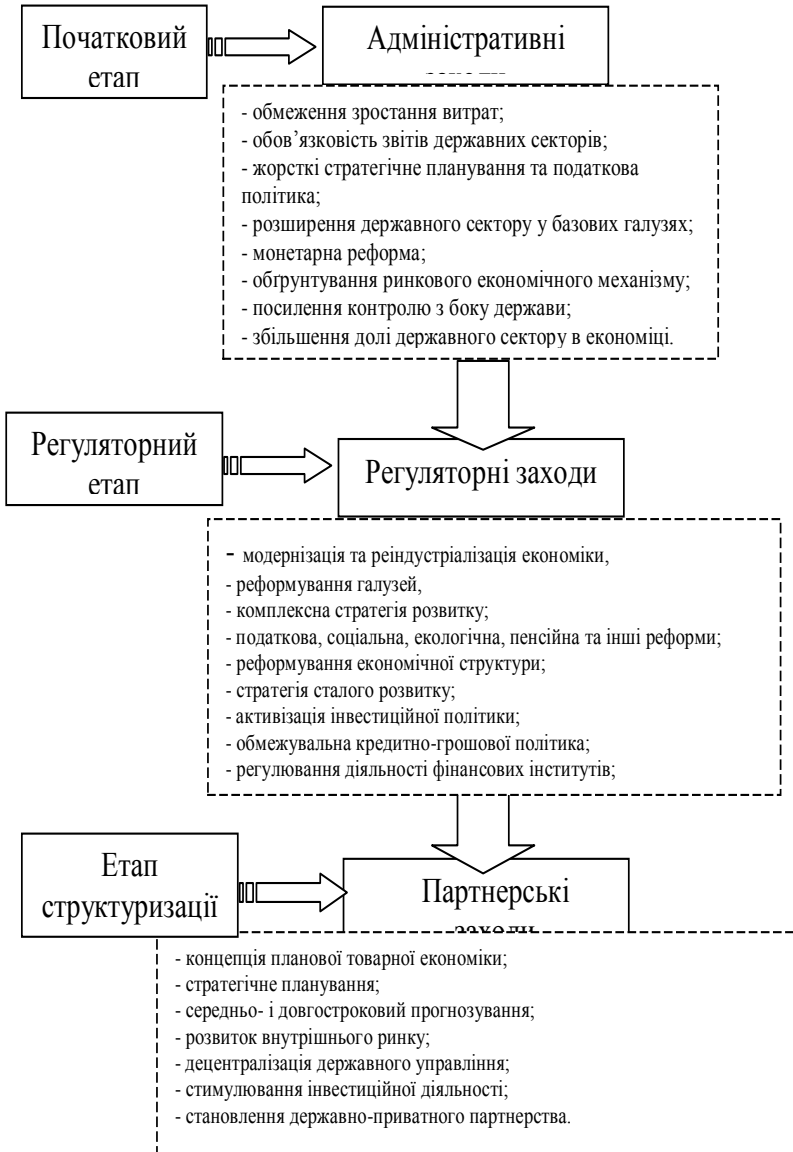 Початковий
етап
Адміністративні
заходи
- обмеження зростання витрат;
- обов’язковість звітів державних секторів;
- жорсткі стратегічне планування та податкова
політика;
- розширення державного сектору у базових галузях;
- монетарна реформа;
- обґрунтування ринкового економічного механізму;
- посилення контролю з боку держави;
- збільшення долі державного сектору в економіці.
Регуляторний
етап
Регуляторні заходи
- модернізація та реіндустріалізація економіки,
- реформування галузей,
- комплексна стратегія розвитку;
- податкова, соціальна, екологічна, пенсійна та інші реформи;
- реформування економічної структури;
- стратегія сталого розвитку;
- активізація інвестиційної політики;
- обмежувальна кредитно-грошової політика;
- регулювання діяльності фінансових інститутів;
Етап
структуризації
Партнерські
заходи
- концепція планової товарної економіки;
- стратегічне планування;
- середньо- і довгостроковий прогнозування;
- розвиток внутрішнього ринку;
- децентралізація державного управління;
- стимулювання інвестиційної діяльності;
- становлення державно-приватного партнерства.